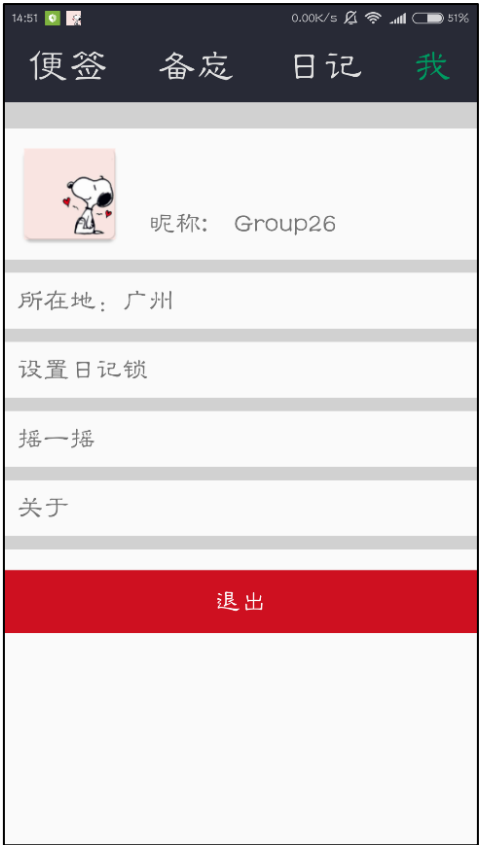 14:51 0.00K/s 51%
便签 备忘 日记 我
昵称: Group26
所在地: 广州
设置日记锁
摇一摇
关于
退出